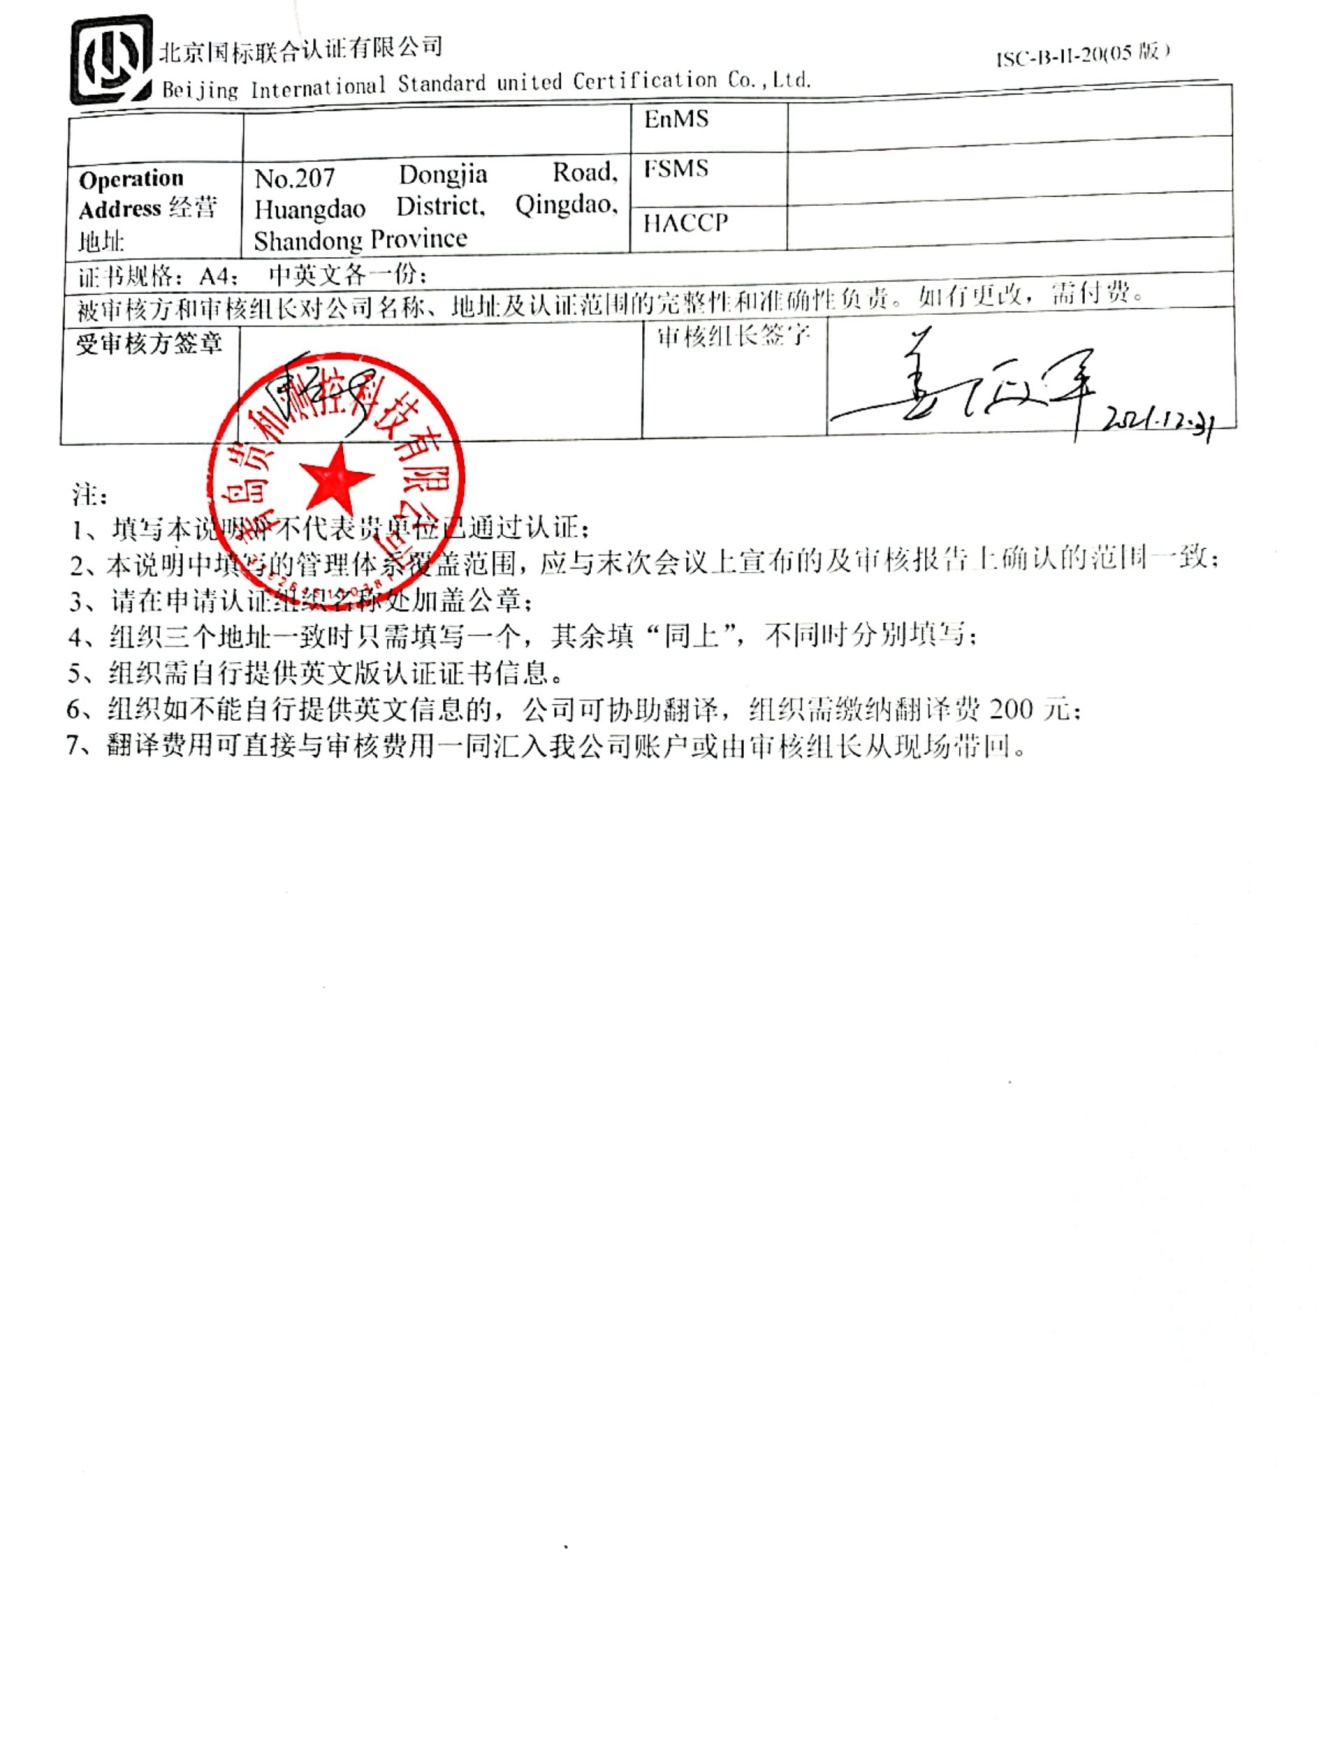 北京国标联合认证有限公司
ISC-B-II-20(05 版)
Beijing International Standard united Certification Co.,Ltd.
EnMS
Operation
Address 经营
地址
No.207 Dongjia Road,
Huangdao District, Qingdao,
Shandong Province
FSMS
HACCP
证书规格：A4； 中英文各一份；
被审核方和审核组长对公司名称、地址及认证范围的完整性和准确性负责。如有更改，需付费。
受审核方签章
青岛贵和测控科技有限公司
审核组长签字
2021.12.31
注：
1、填写本说明并不代表贵单位已通过认证；
2、本说明中填写的管理体系覆盖范围，应与末次会议上宣布的及审核报告上确认的范围一致；
3、请在申请认证组织名称处加盖公章；
4、组织三个地址一致时只需填写一个，其余填“同上”，不同时分别填写；
5、组织需自行提供英文版认证证书信息。
6、组织如不能自行提供英文信息的，公司可协助翻译，组织需缴纳翻译费 200 元；
7、翻译费用可直接与审核费用一同汇入我公司账户或由审核组长从现场带回。